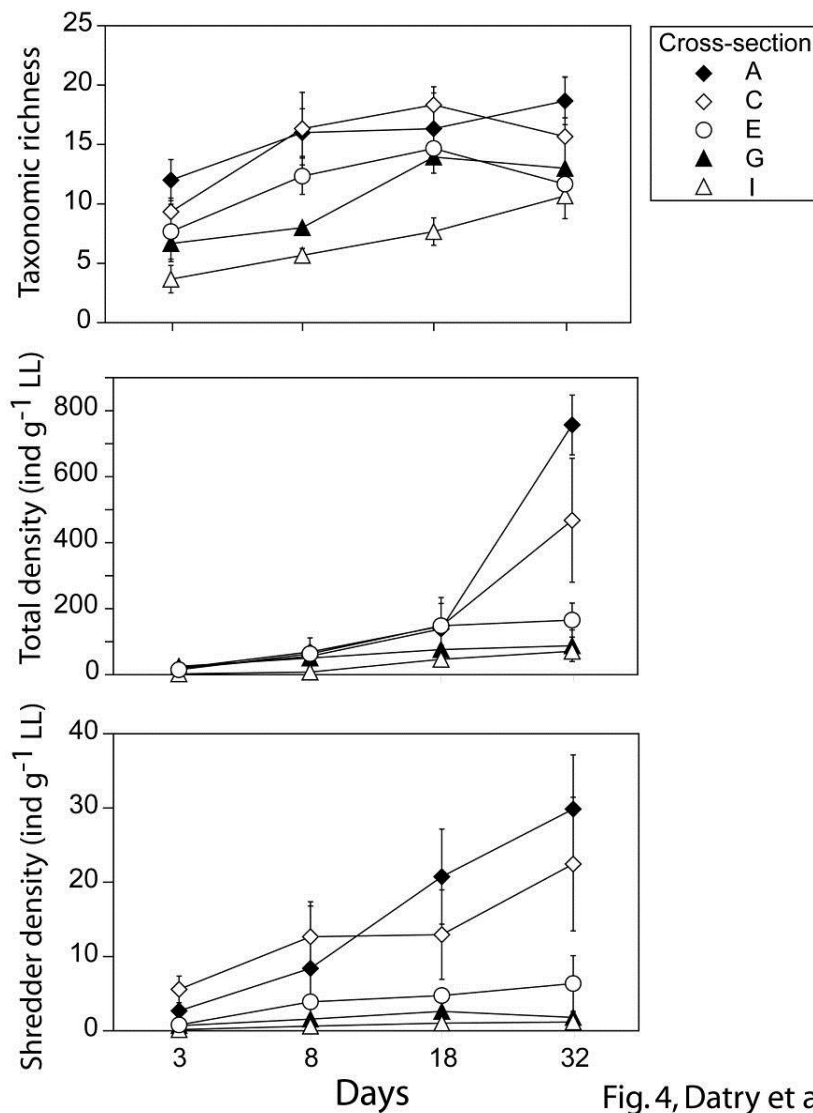 25
20
15
10
5
0
Taxonomic richness
Cross-section
A
C
E
G
I
800
600
400
200
0
Total density (ind g⁻¹ LL)
40
30
20
10
0
Shredder density (ind g⁻¹ LL)
3 8 18 32
Days
Fig. 4, Datry et a